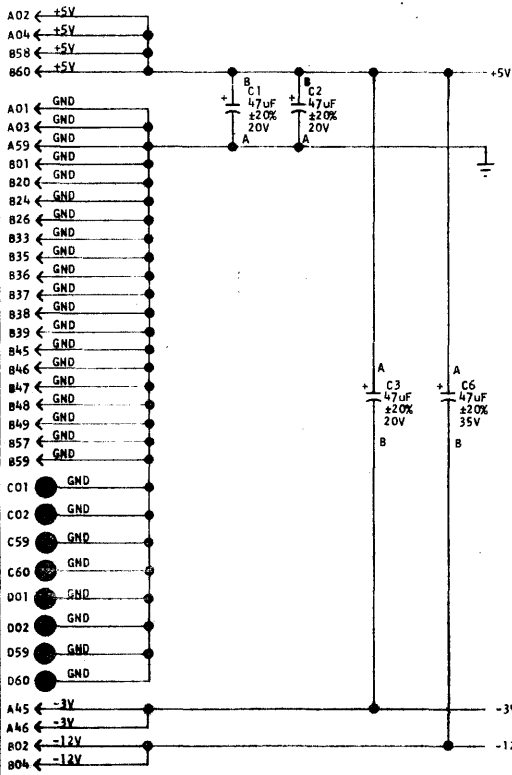 A02 +5V
A04 +5V
B58 +5V
B60 +5V
+5V
B C1
47uF
±20%
20V
A
+
B C2
47uF
±20%
20V
A
+
A01 GND
A03 GND
A59 GND
B01 GND
B20 GND
B24 GND
B26 GND
B33 GND
B35 GND
B36 GND
B37 GND
B38 GND
B39 GND
B45 GND
B46 GND
B47 GND
B48 GND
B49 GND
B57 GND
B59 GND
A
+ C3
47uF
±20%
20V
B
A
+ C6
47uF
±20%
35V
B
C01 GND
C02 GND
C59 GND
C60 GND
D01 GND
D02 GND
D59 GND
D60 GND
A45 -3V
A46 -3V
B02 -12V
B04 -12V